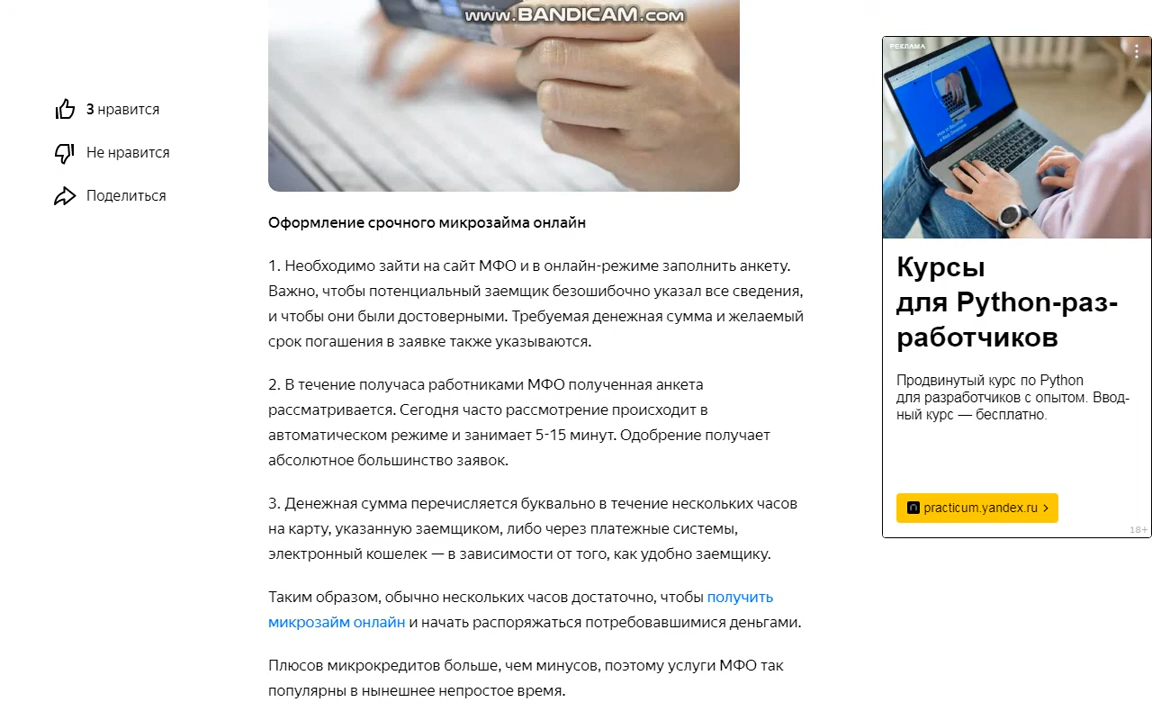 www.BANDICAM.com
3 нравится
Не нравится
Поделиться
Оформление срочного микрозайма онлайн
1. Необходимо зайти на сайт МФО и в онлайн-режиме заполнить анкету.
Важно, чтобы потенциальный заемщик безошибочно указал все сведения,
и чтобы они были достоверными. Требуемая денежная сумма и желаемый
срок погашения в заявке также указываются.
2. В течение получаса работниками МФО полученная анкета
рассматривается. Сегодня часто рассмотрение происходит в
автоматическом режиме и занимает 5-15 минут. Одобрение получает
абсолютное большинство заявок.
3. Денежная сумма перечисляется буквально в течение нескольких часов
на карту, указанную заемщиком, либо через платежные системы,
электронный кошелек — в зависимости от того, как удобно заемщику.
Таким образом, обычно нескольких часов достаточно, чтобы получить
микрозайм онлайн и начать распоряжаться потребовавшимися деньгами.
Плюсов микрокредитов больше, чем минусов, поэтому услуги МФО так
популярны в нынешнее непростое время.
РЕКЛАМА
Курсы
для Python-раз-
работчиков
Продвинутый курс по Python
для разработчиков с опытом. Ввод-
ный курс — бесплатно.
practicum.yandex.ru
18+